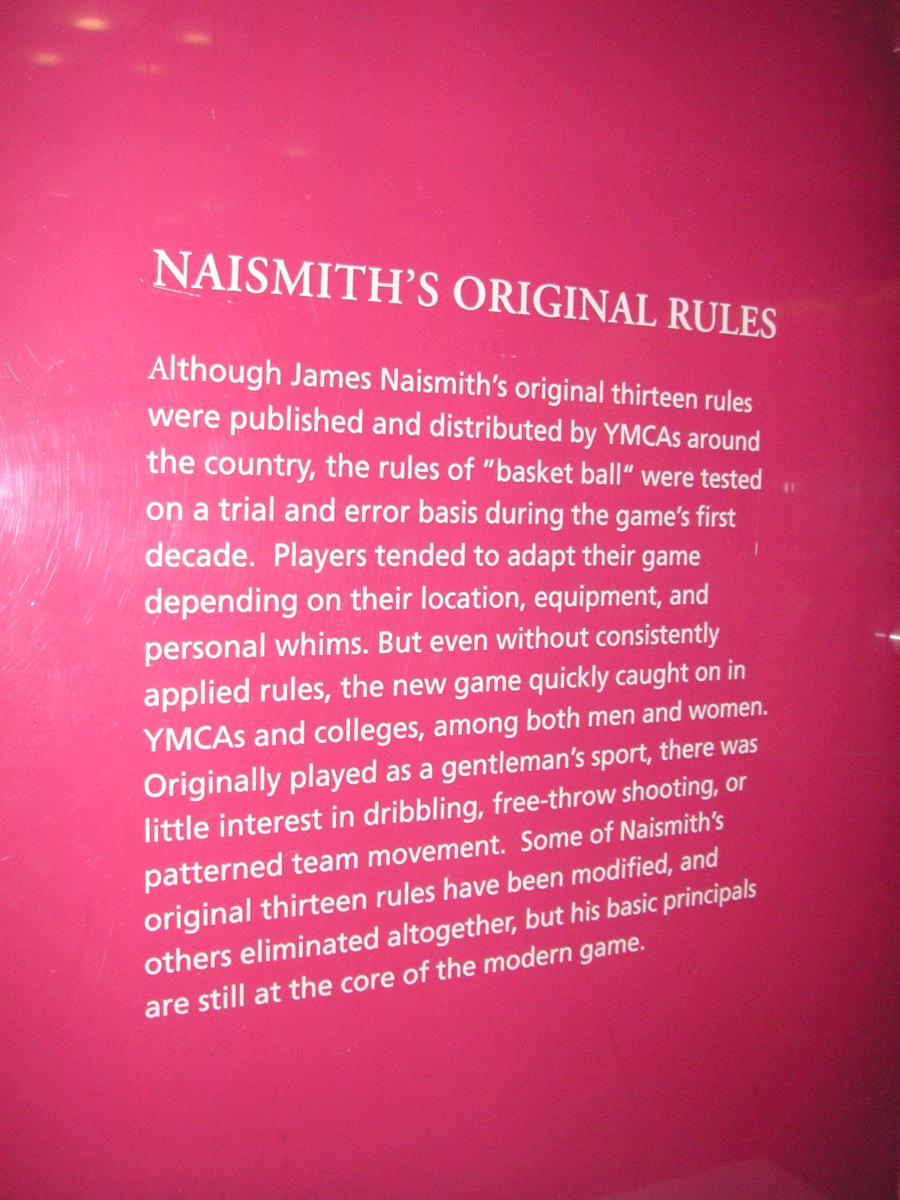 NAISMITH'S ORIGINAL RULES
Although James Naismith's original thirteen rules
were published and distributed by YMCAs around
the country, the rules of "basket ball" were tested
on a trial and error basis during the game's first
decade.  Players tended to adapt their game
depending on their location, equipment, and
personal whims. But even without consistently
applied rules, the new game quickly caught on in
YMCAs and colleges, among both men and women.
Originally played as a gentleman's sport, there was
little interest in dribbling, free-throw shooting, or
patterned team movement.  Some of Naismith's
original thirteen rules have been modified, and
others eliminated altogether, but his basic principals
are still at the core of the modern game.